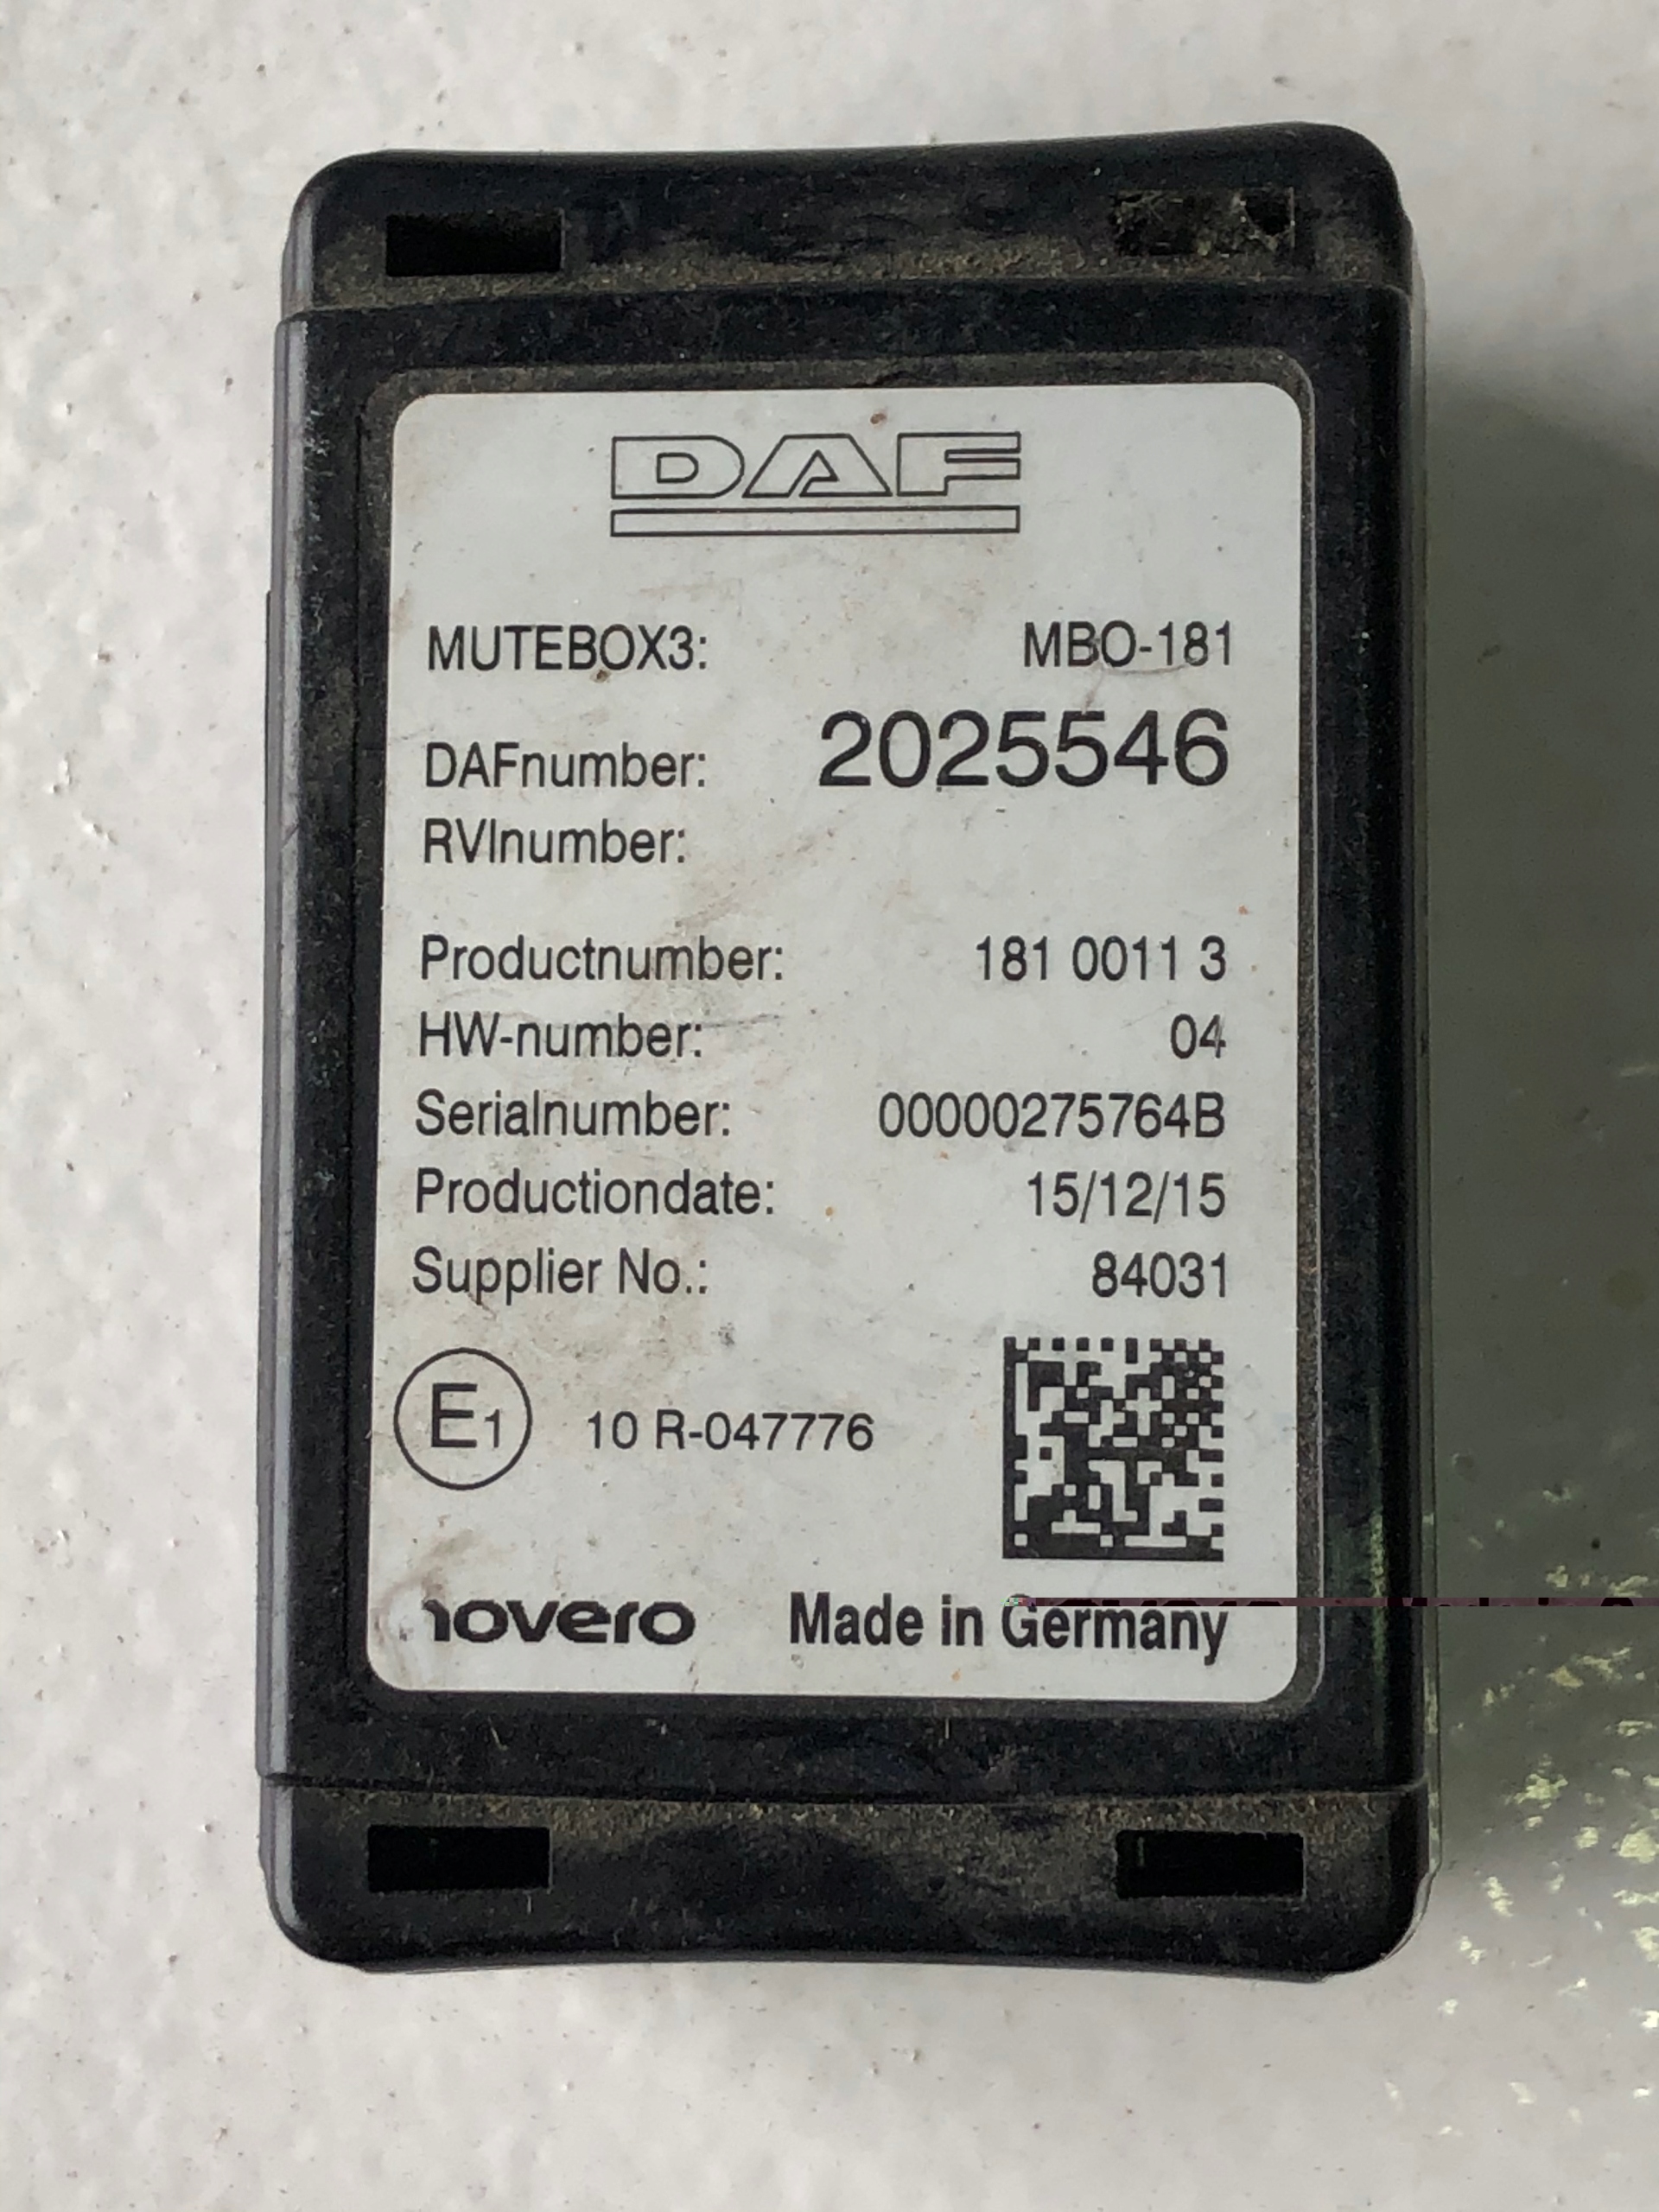 DAF
MUTEBOX3: MBO-181
DAFnumber: 2025546
RVInumber:
Productnumber: 181 0011 3
HW-number: 04
Serialnumber: 00000275764B
Productiondate: 15/12/15
Supplier No.: 84031
E1 10 R-047776
novero Made in Germany